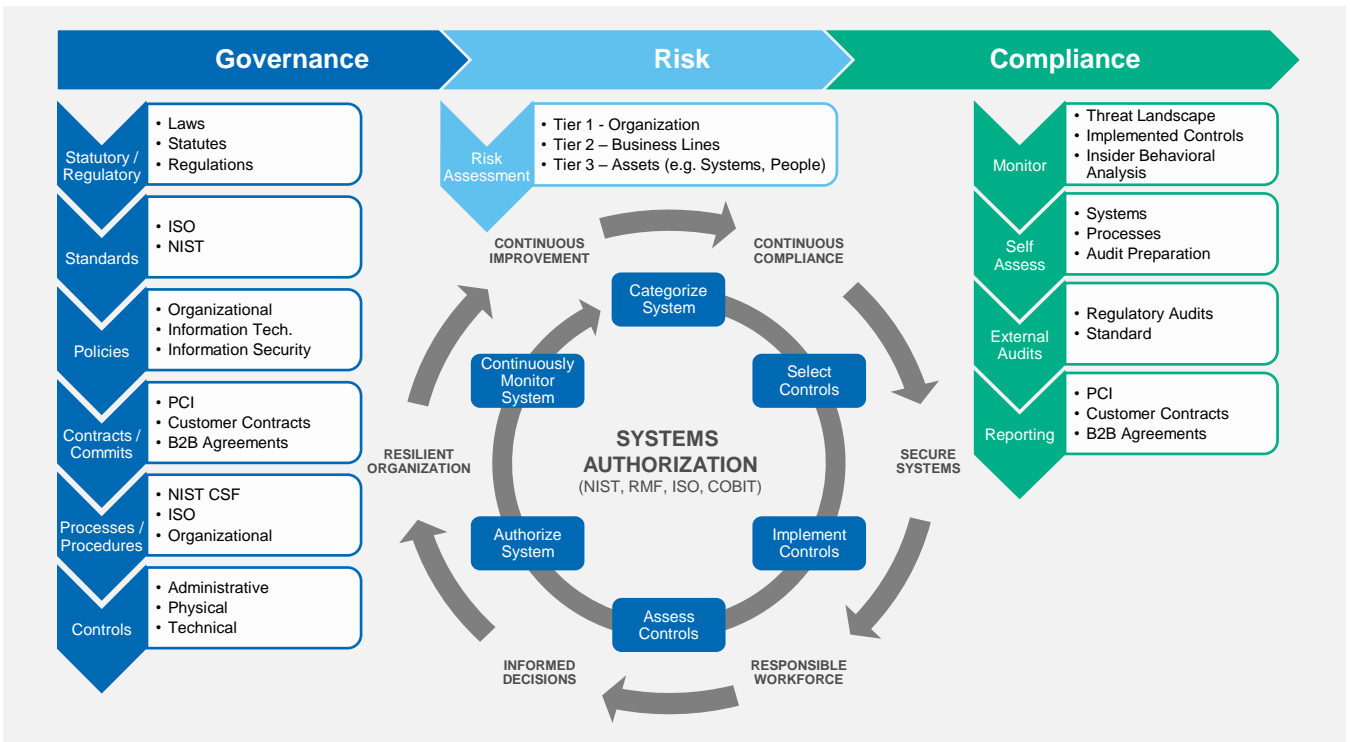 Governance
Risk
Compliance
Statutory /
Regulatory
• Laws
• Statutes
• Regulations
Standards
• ISO
• NIST
Policies
• Organizational
• Information Tech.
• Information Security
Contracts /
Commits
• PCI
• Customer Contracts
• B2B Agreements
Processes /
Procedures
• NIST CSF
• ISO
• Organizational
Controls
• Administrative
• Physical
• Technical
Risk
Assessment
• Tier 1 - Organization
• Tier 2 – Business Lines
• Tier 3 – Assets (e.g. Systems, People)
CONTINUOUS
IMPROVEMENT
CONTINUOUS
COMPLIANCE
SECURE
SYSTEMS
RESPONSIBLE
WORKFORCE
INFORMED
DECISIONS
RESILIENT
ORGANIZATION
Categorize
System
Select
Controls
Implement
Controls
Assess
Controls
Authorize
System
Continuously
Monitor
System
SYSTEMS
AUTHORIZATION
(NIST, RMF, ISO, COBIT)
Monitor
• Threat Landscape
• Implemented Controls
• Insider Behavioral
Analysis
Self
Assess
• Systems
• Processes
• Audit Preparation
External
Audits
• Regulatory Audits
• Standard
Reporting
• PCI
• Customer Contracts
• B2B Agreements